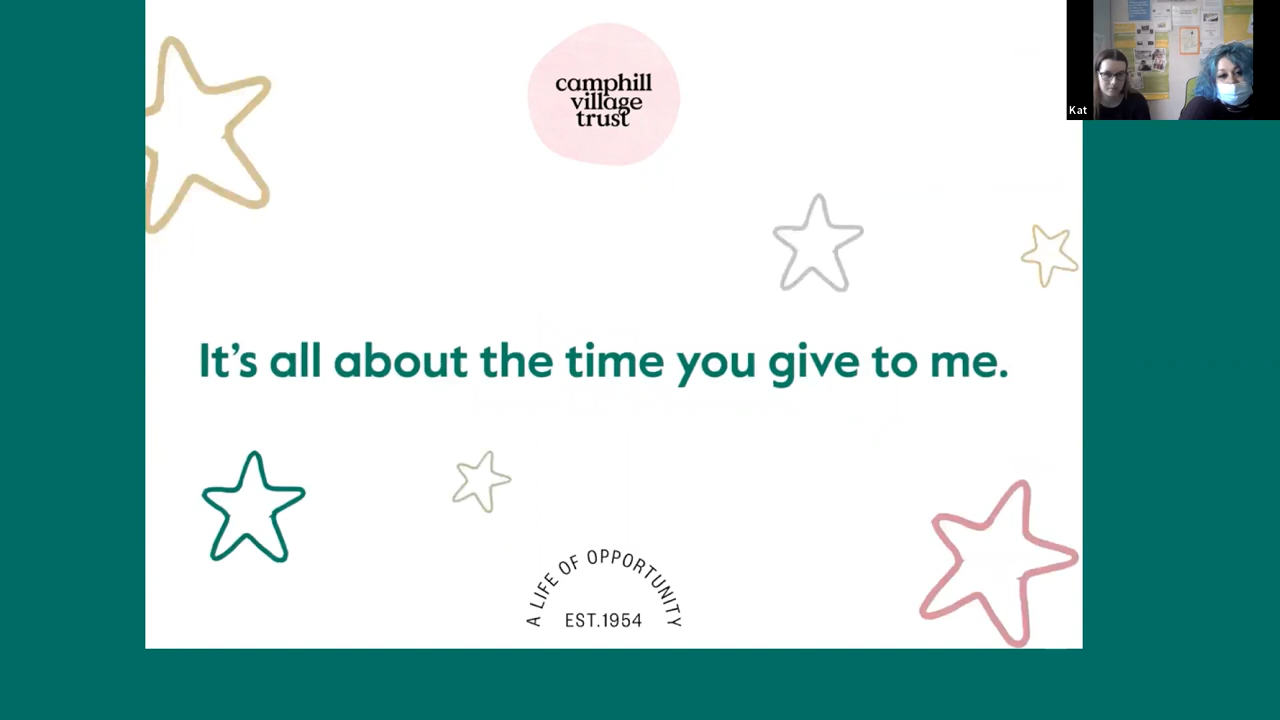 camphill
village
trust
Kat
It's all about the time you give to me.
A LIFE OF OPPORTUNITY
EST.1954